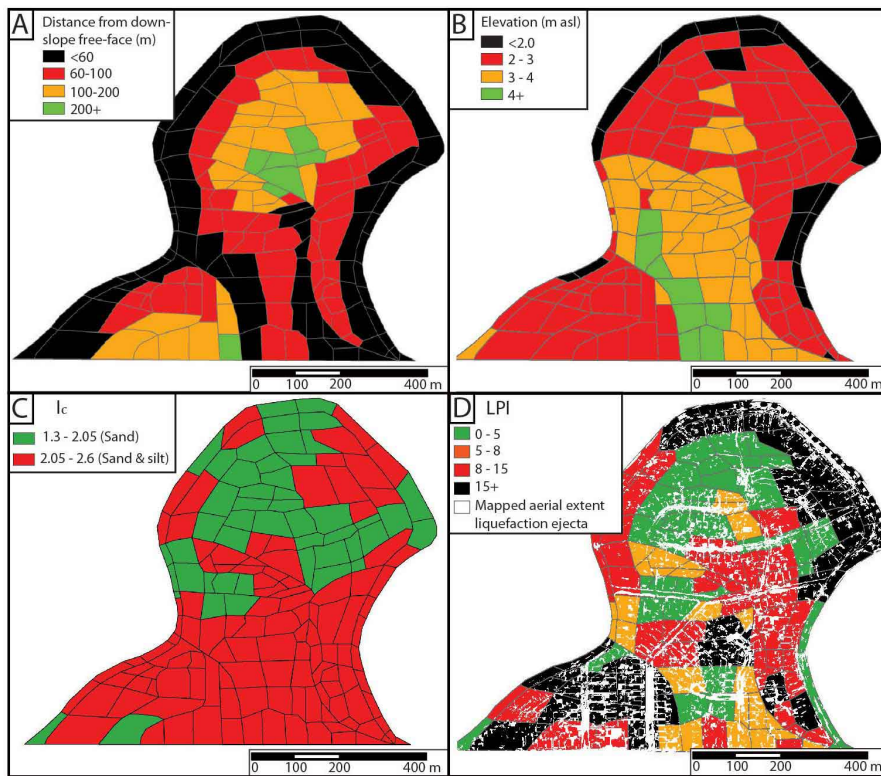 A
Distance from down-
slope free-face (m)
<60
60-100
100-200
200+
0 100 200 400 m
B
Elevation (m asl)
<2.0
2 - 3
3 - 4
4+
0 100 200 400 m
C
Ic
1.3 - 2.05 (Sand)
2.05 - 2.6 (Sand & silt)
0 100 200 400 m
D
LPI
0 - 5
5 - 8
8 - 15
15+
Mapped aerial extent
liquefaction ejecta
0 100 200 400 m